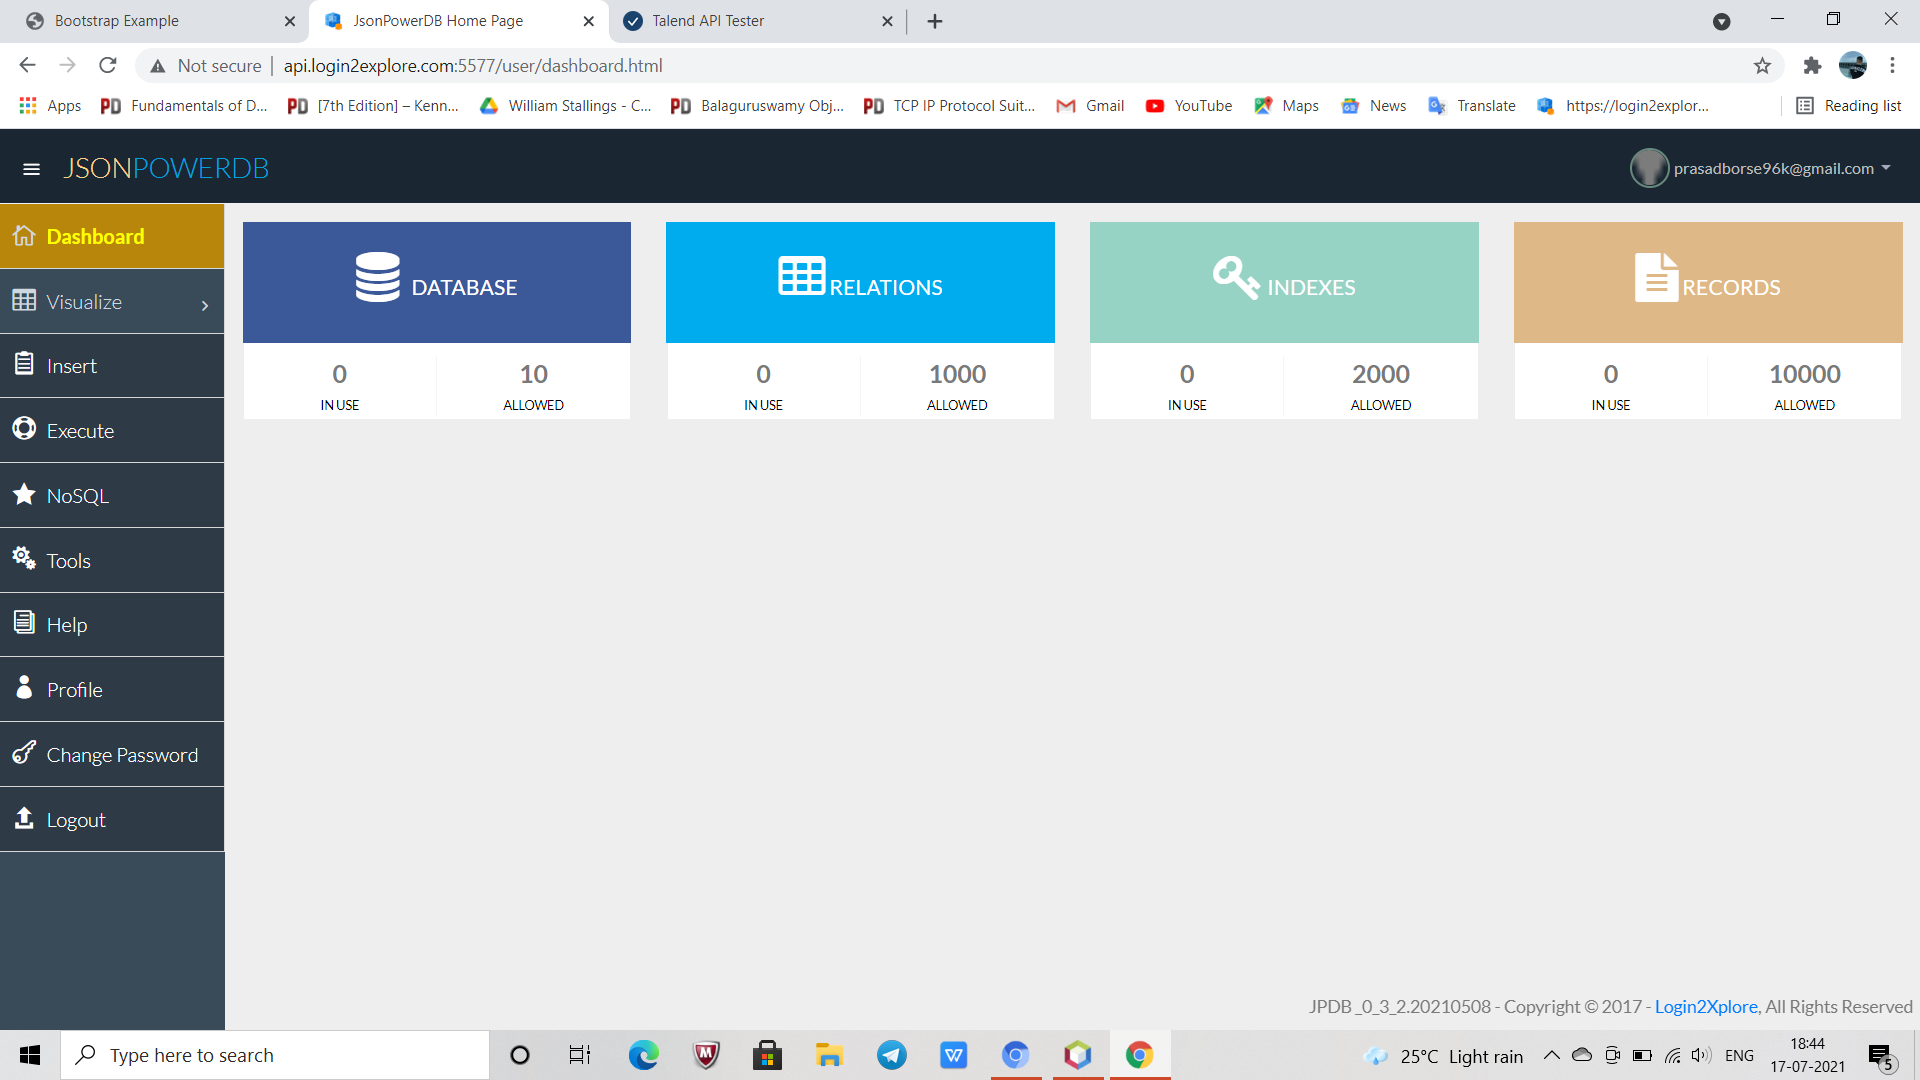 Bootstrap Example
JsonPowerDB Home Page
Talend API Tester
Not secure | api.login2explore.com:5577/user/dashboard.html
Apps
Fundamentals of D...
[7th Edition] – Kenn...
William Stallings - C...
Balaguruswamy Obj...
TCP IP Protocol Suit...
Gmail
YouTube
Maps
News
Translate
https://login2explor...
Reading list
JSONPOWERDB
prasadborse96k@gmail.com
Dashboard
Visualize
Insert
Execute
NoSQL
Tools
Help
Profile
Change Password
Logout
DATABASE
0
IN USE
10
ALLOWED
RELATIONS
0
IN USE
1000
ALLOWED
INDEXES
0
IN USE
2000
ALLOWED
RECORDS
0
IN USE
10000
ALLOWED
JPDB_0_3_2.20210508 - Copyright © 2017 - Login2Xplore, All Rights Reserved
Type here to search
25°C Light rain
ENG
18:44
17-07-2021
5